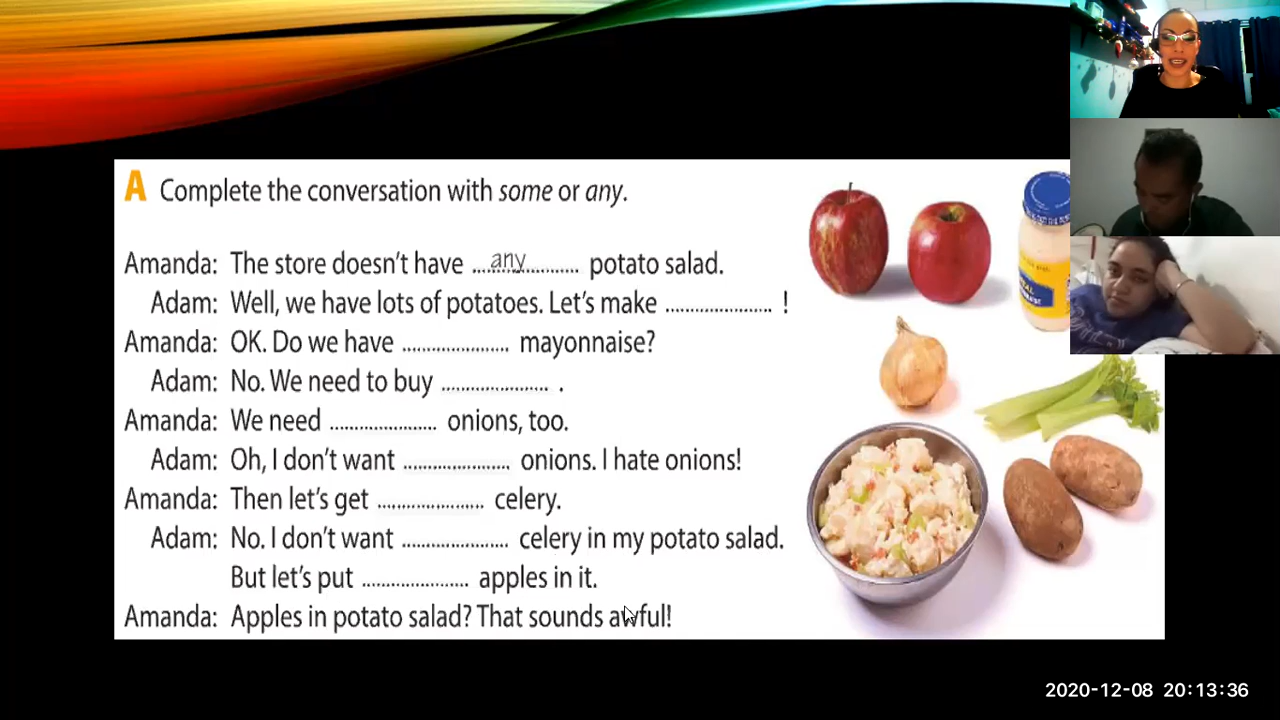 A Complete the conversation with some or any.
Amanda: The store doesn't have ....any.... potato salad.
Adam: Well, we have lots of potatoes. Let's make ..................... !
Amanda: OK. Do we have ..................... mayonnaise?
Adam: No. We need to buy ..................... .
Amanda: We need ..................... onions, too.
Adam: Oh, I don't want ..................... onions. I hate onions!
Amanda: Then let's get ..................... celery.
Adam: No. I don't want ..................... celery in my potato salad.
But let's put ..................... apples in it.
Amanda: Apples in potato salad? That sounds awful!
2020-12-08 20:13:36